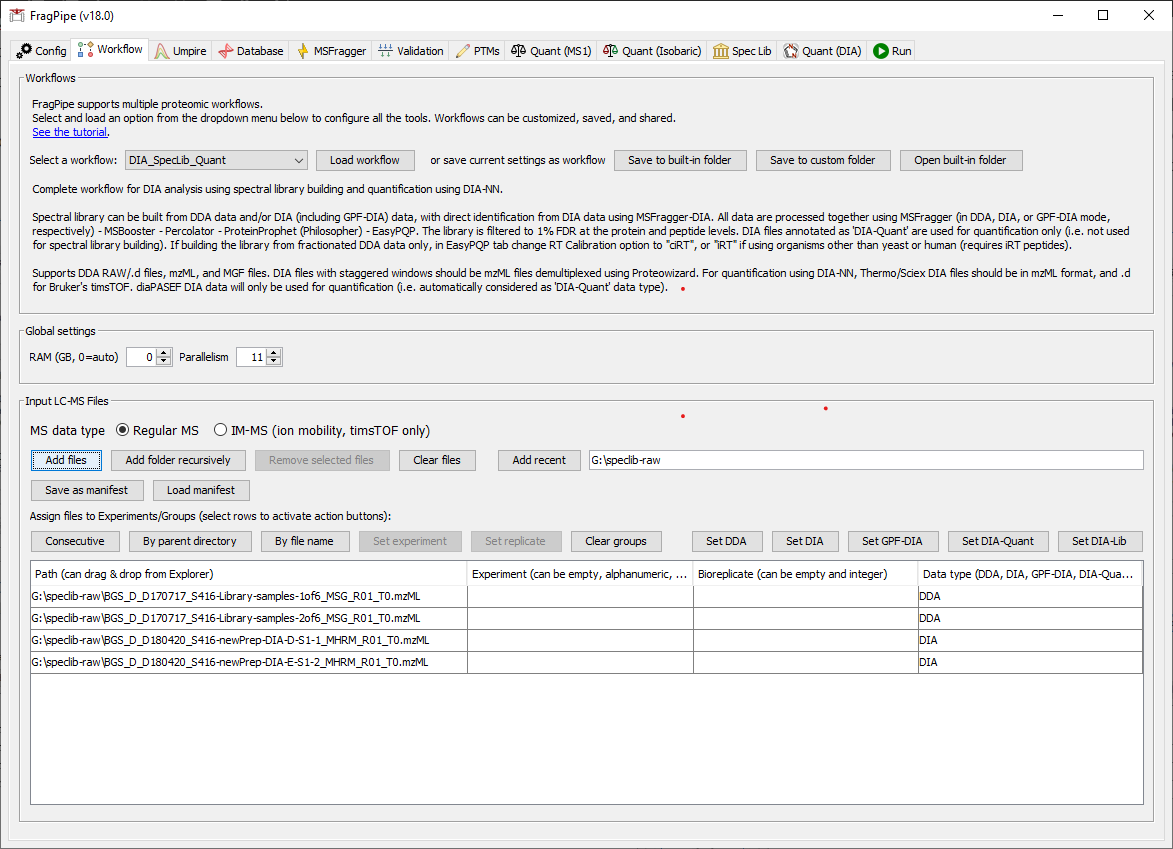 FragPipe (v18.0)
Config Workflow Umpire Database MSFragger Validation PTMs Quant (MS1) Quant (Isobaric) Spec Lib Quant (DIA) Run
Workflows
FragPipe supports multiple proteomic workflows.
Select and load an option from the dropdown menu below to configure all the tools. Workflows can be customized, saved, and shared.
See the tutorial.
Select a workflow: DIA_SpecLib_Quant Load workflow or save current settings as workflow Save to built-in folder Save to custom folder Open built-in folder
Complete workflow for DIA analysis using spectral library building and quantification using DIA-NN.
Spectral library can be built from DDA data and/or DIA (including GPF-DIA) data, with direct identification from DIA data using MSFragger-DIA. All data are processed together using MSFragger (in DDA, DIA, or GPF-DIA mode,
respectively) - MSBooster - Percolator - ProteinProphet (Philosopher) - EasyPQP. The library is filtered to 1% FDR at the protein and peptide levels. DIA files annotated as 'DIA-Quant' are used for quantification only (i.e. not used
for spectral library building). If building the library from fractionated DDA data only, in EasyPQP tab change RT Calibration option to "ciRT", or "iRT" if using organisms other than yeast or human (requires iRT peptides).
Supports DDA RAW/.d files, mzML, and MGF files. DIA files with staggered windows should be mzML files demultiplexed using Proteowizard. For quantification using DIA-NN, Thermo/Sciex DIA files should be in mzML format, and .d
for Bruker's timsTOF. diaPASEF DIA data will only be used for quantification (i.e. automatically considered as 'DIA-Quant' data type).
Global settings
RAM (GB, 0=auto) 0 Parallelism 11
Input LC-MS Files
MS data type Regular MS IM-MS (ion mobility, timsTOF only)
Add files Add folder recursively Remove selected files Clear files Add recent G:\speclib-raw
Save as manifest Load manifest
Assign files to Experiments/Groups (select rows to activate action buttons):
Consecutive By parent directory By file name Set experiment Set replicate Clear groups Set DDA Set DIA Set GPF-DIA Set DIA-Quant Set DIA-Lib
Path (can drag & drop from Explorer) Experiment (can be empty, alphanumeric, ... Bioreplicate (can be empty and integer) Data type (DDA, DIA, GPF-DIA, DIA-Qua...
G:\speclib-raw\BGS_D_D170717_S416-Library-samples-1of6_MSG_R01_T0.mzML DDA
G:\speclib-raw\BGS_D_D170717_S416-Library-samples-2of6_MSG_R01_T0.mzML DDA
G:\speclib-raw\BGS_D_D180420_S416-newPrep-DIA-D-S1-1_MHRM_R01_T0.mzML DIA
G:\speclib-raw\BGS_D_D180420_S416-newPrep-DIA-E-S1-2_MHRM_R01_T0.mzML DIA